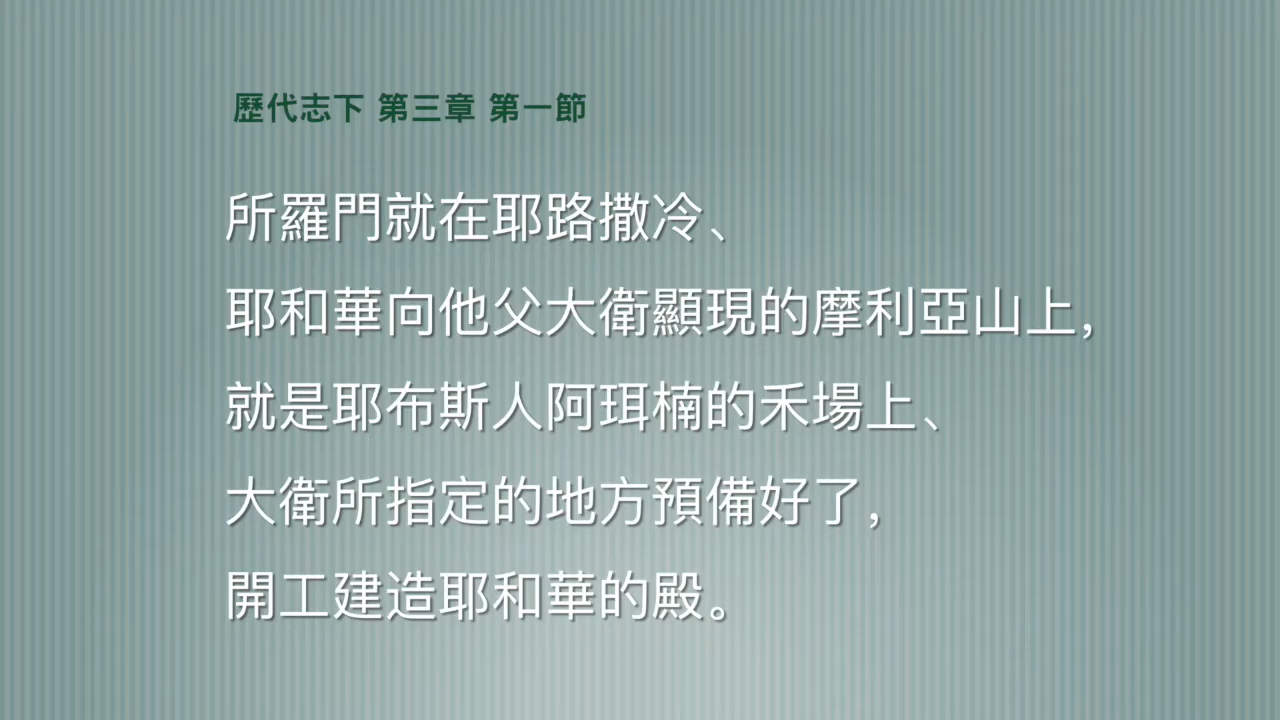 歷代志下 第三章 第一節
所羅門就在耶路撒冷、
耶和華向他父大衛顯現的摩利亞山上，
就是耶布斯人阿珥楠的禾場上、
大衛所指定的地方預備好了，
開工建造耶和華的殿。